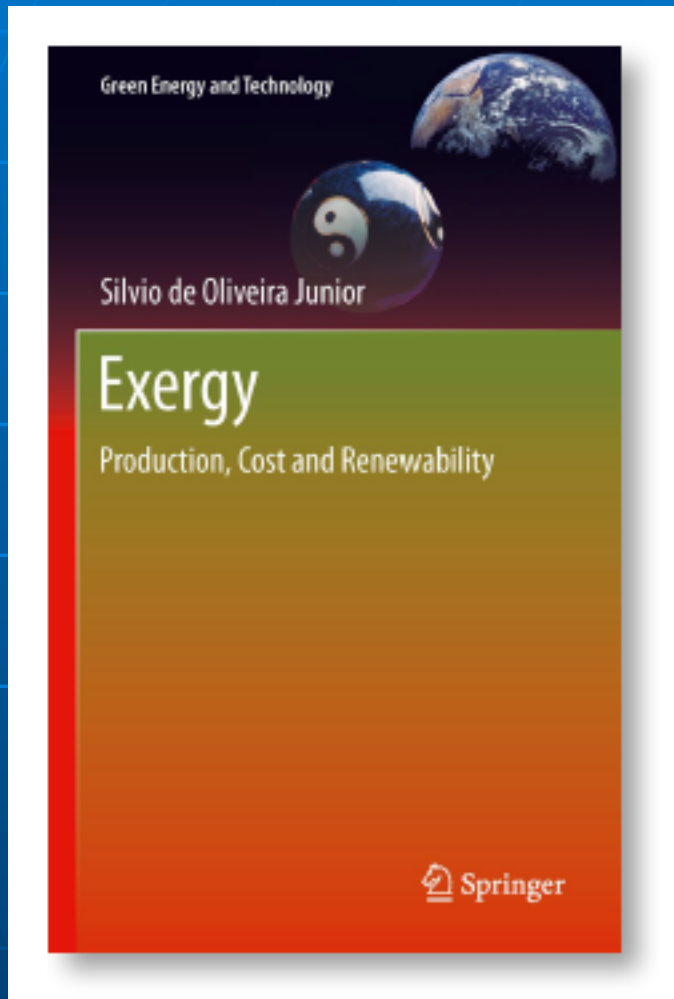 Green Energy and Technology
Silvio de Oliveira Junior
Exergy
Production, Cost and Renewability
Springer